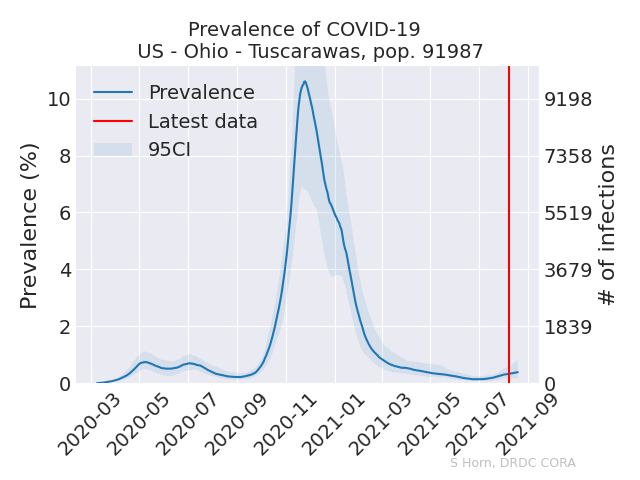 Prevalence of COVID-19
US - Ohio - Tuscarawas, pop. 91987
Prevalence
Latest data
95CI
Prevalence (%)
10
8
6
4
2
0
9198
7358
5519
3679
1839
0
# of infections
2020-03
2020-05
2020-07
2020-09
2020-11
2021-01
2021-03
2021-05
2021-07
2021-09
S Horn, DRDC CORA